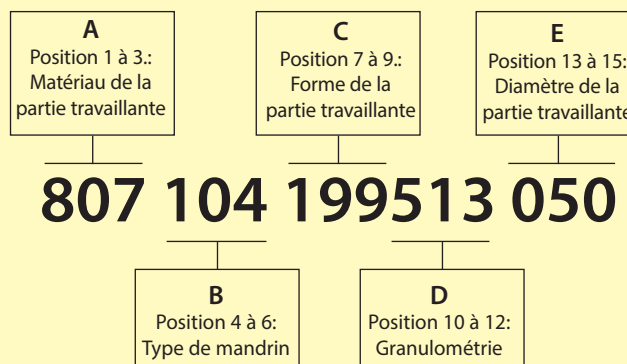 A
Position 1 à 3.:
Matériau de la
partie travaillante
C
Position 7 à 9.:
Forme de la
partie travaillante
E
Position 13 à 15:
Diamètre de la
partie travaillante
807 104 199513 050
B
Position 4 à 6:
Type de mandrin
D
Position 10 à 12:
Granulométrie